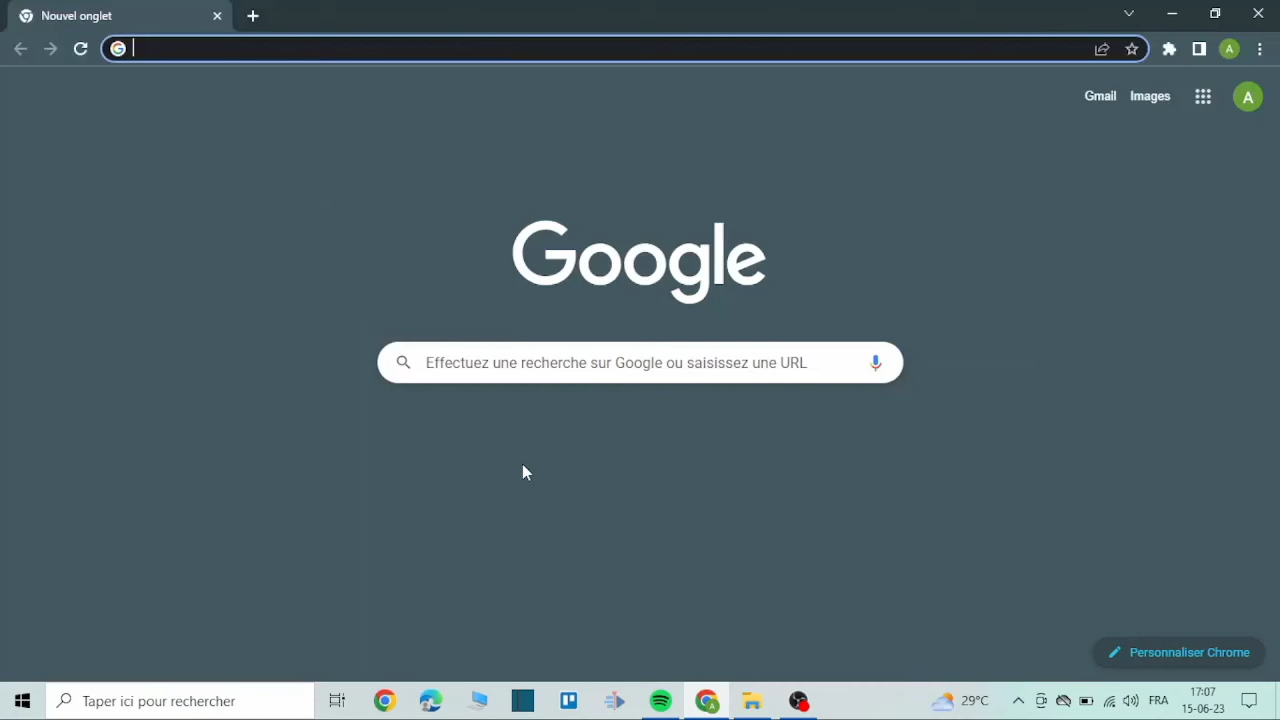 Nouvel onglet
A
Gmail Images A
Google
Effectuez une recherche sur Google ou saisissez une URL
Personnaliser Chrome
Taper ici pour rechercher
A
29°C
FRA
17:07
15-06-23